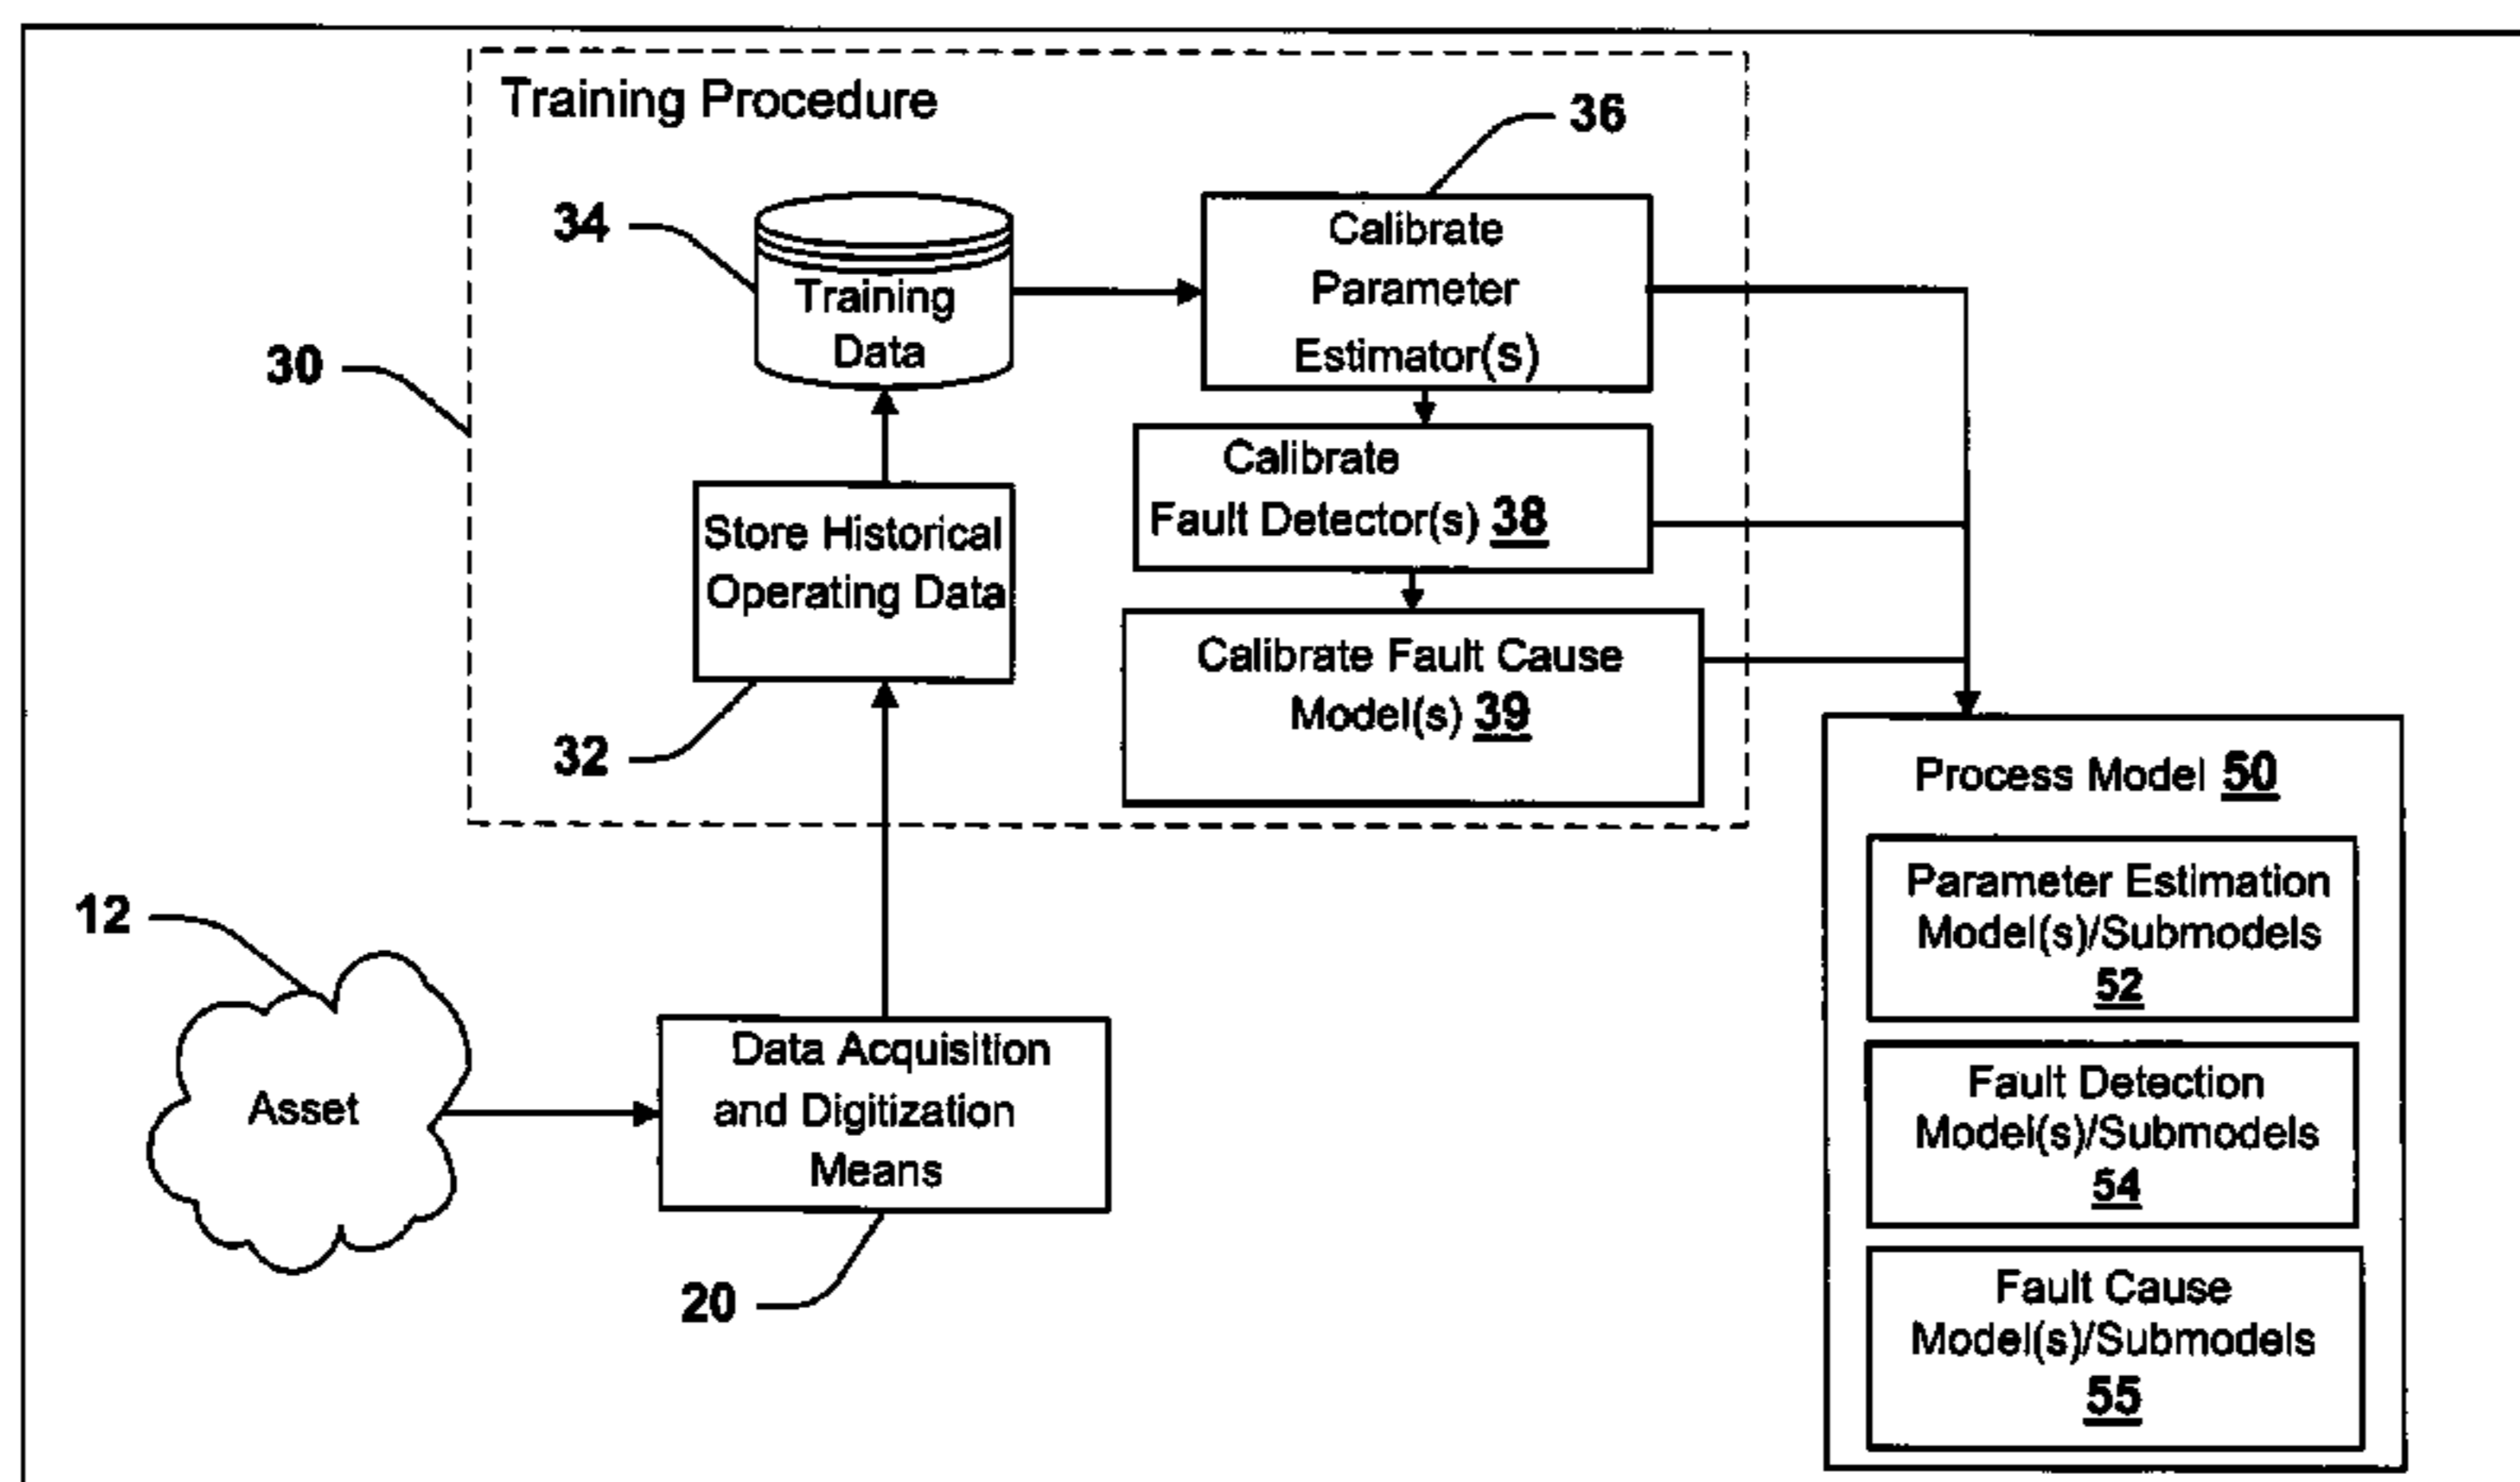 Training Procedure
36
34
Calibrate
Parameter
Estimator(s)
Training
Data
30
Calibrate
Fault Detector(s) 38
Store Historical
Operating Data
Calibrate Fault Cause
Model(s) 39
32
Process Model 50
Parameter Estimation
Model(s)/Submodels
52
12
Asset
Data Acquisition
and Digitization
Means
20
Fault Detection
Model(s)/Submodels
54
Fault Cause
Model(s)/Submodels
55